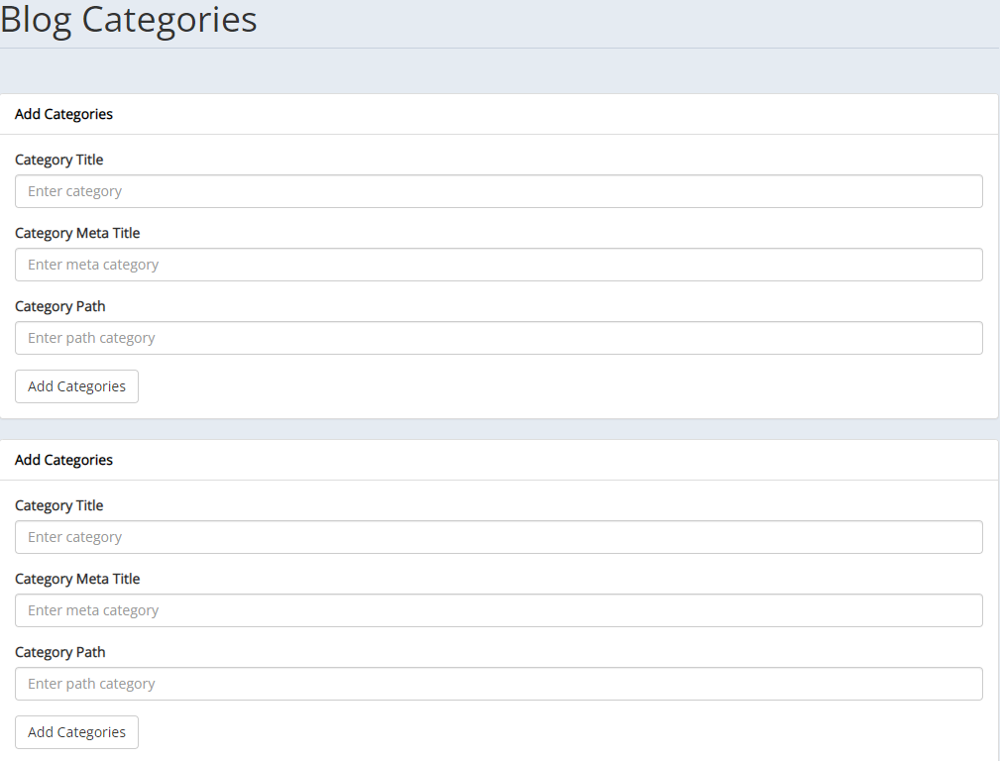 Blog Categories
Add Categories
Category Title
Enter category
Category Meta Title
Enter meta category
Category Path
Enter path category
Add Categories
Add Categories
Category Title
Enter category
Category Meta Title
Enter meta category
Category Path
Enter path category
Add Categories